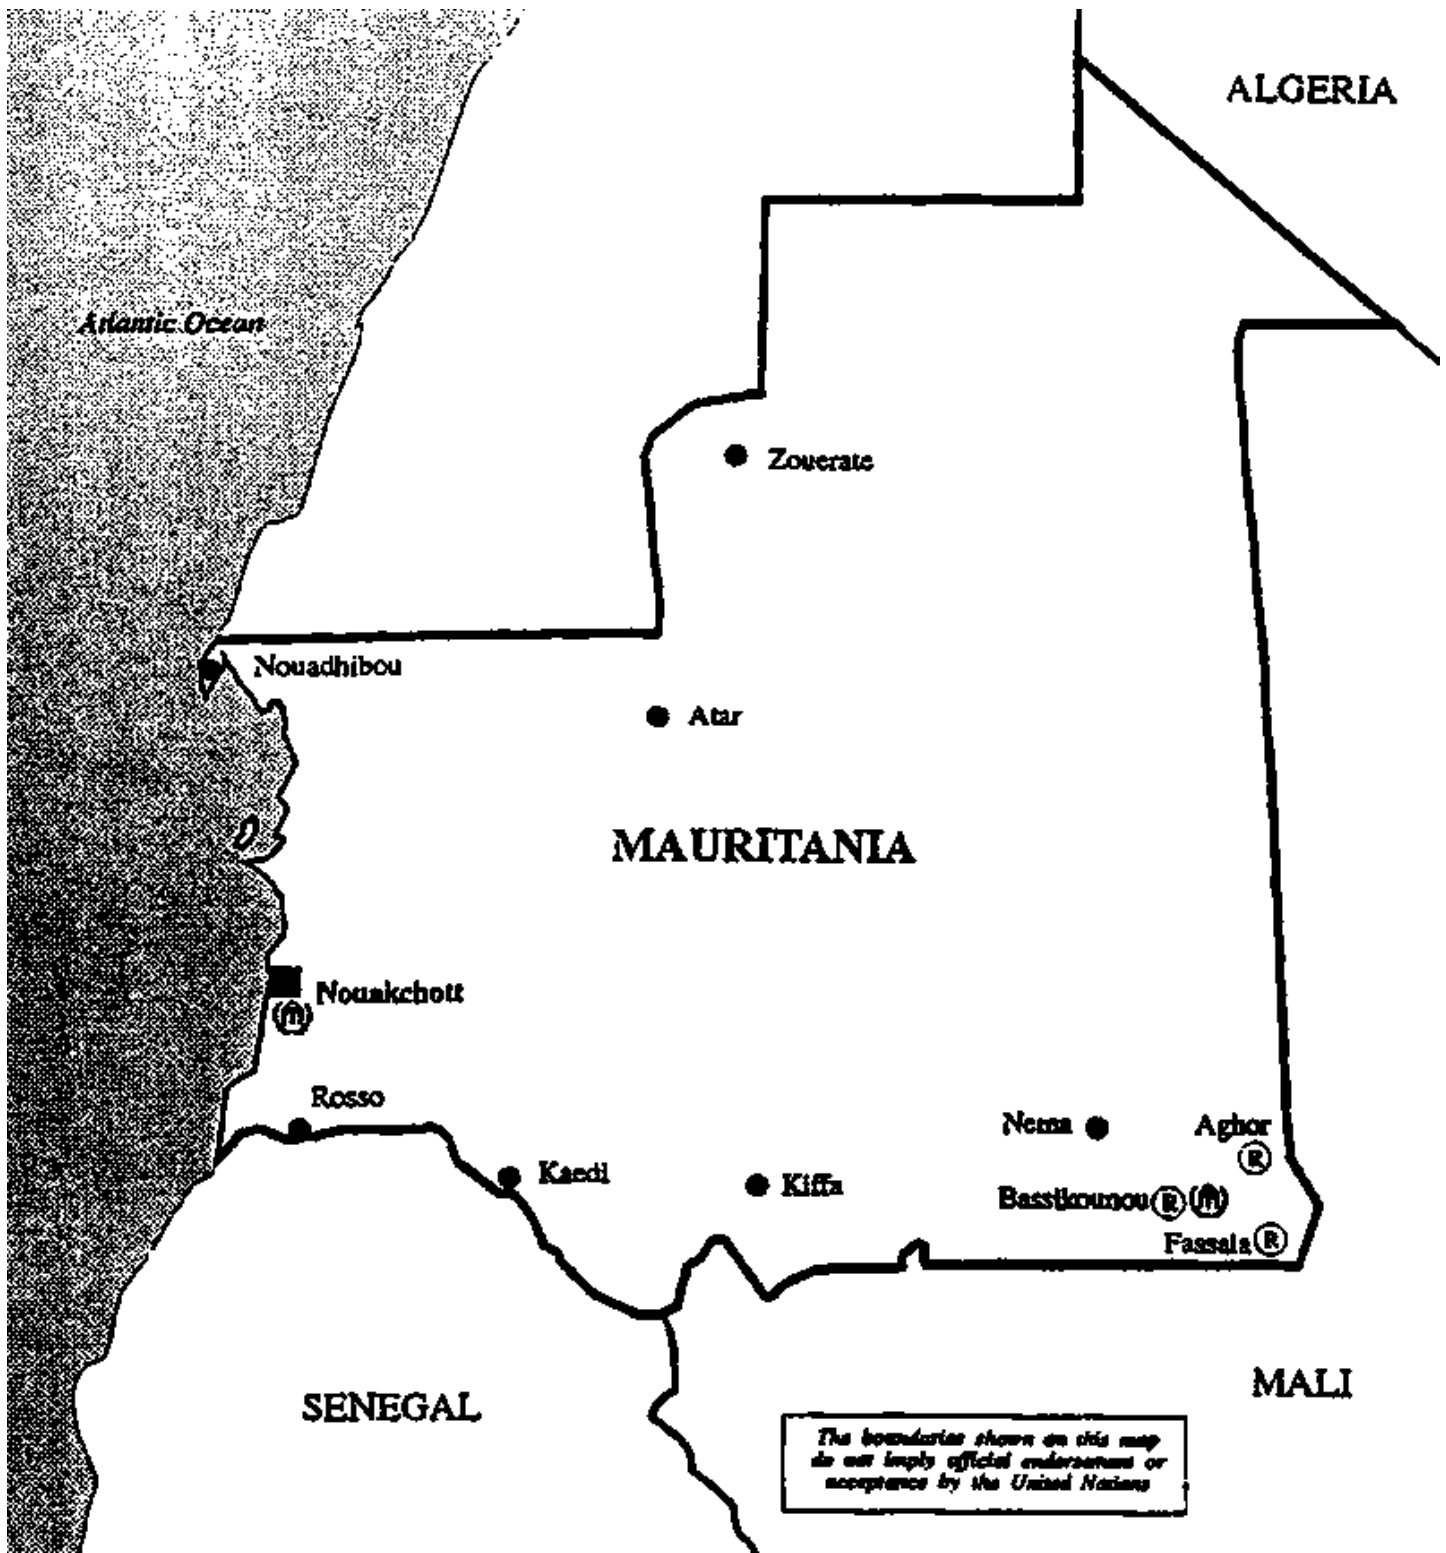 ALGERIA
Atlantic Ocean
Zouerate
Nouadhibou
Atar
MAURITANIA
Nouakchott
Rosso
Nema
Aghor
R
Kaedi
Kiffa
Bassikounou R
Fassala R
MALI
SENEGAL
The boundaries shown on this map
do not imply official endorsement or
acceptance by the United Nations